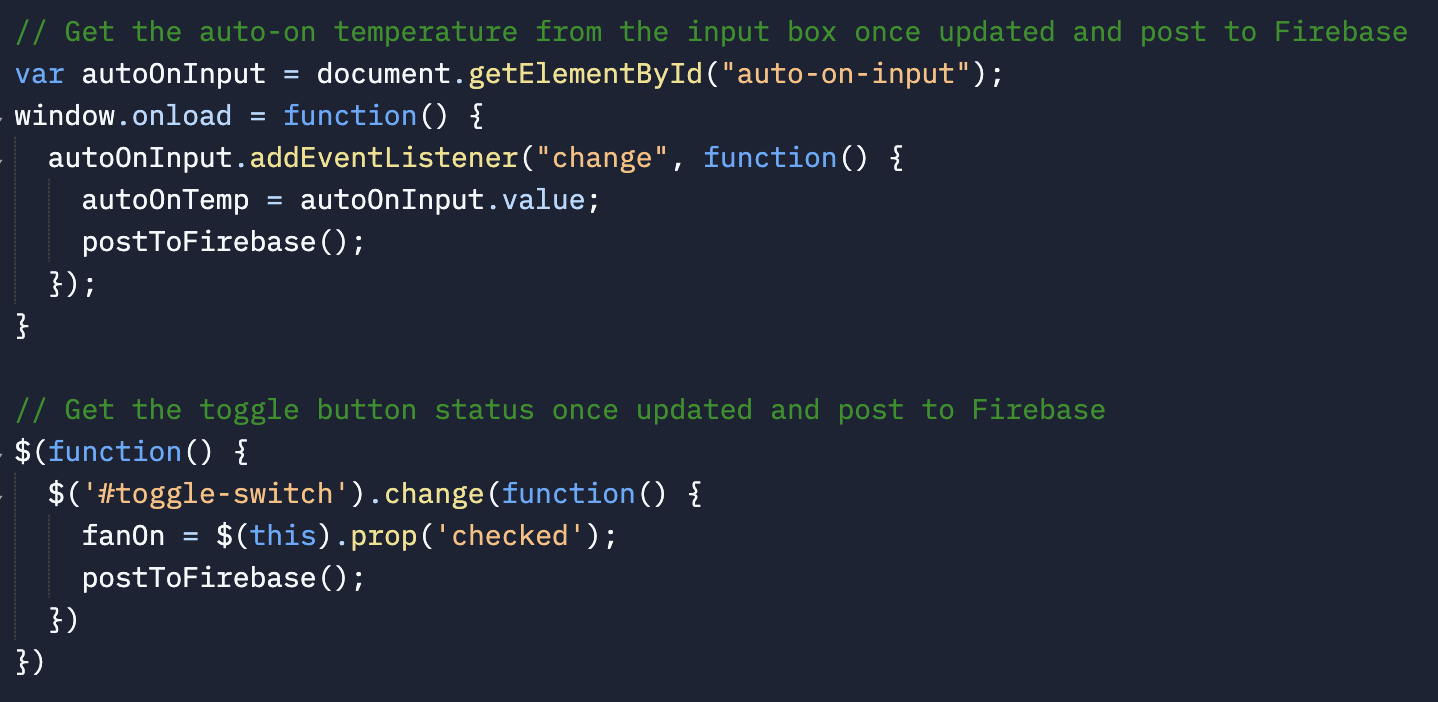 // Get the auto-on temperature from the input box once updated and post to Firebase
var autoOnInput = document.getElementById("auto-on-input");
window.onload = function() {
  autoOnInput.addEventListener("change", function() {
    autoOnTemp = autoOnInput.value;
    postToFirebase();
  });
}

// Get the toggle button status once updated and post to Firebase
$(function() {
  $('#toggle-switch').change(function() {
    fanOn = $(this).prop('checked');
    postToFirebase();
  })
})